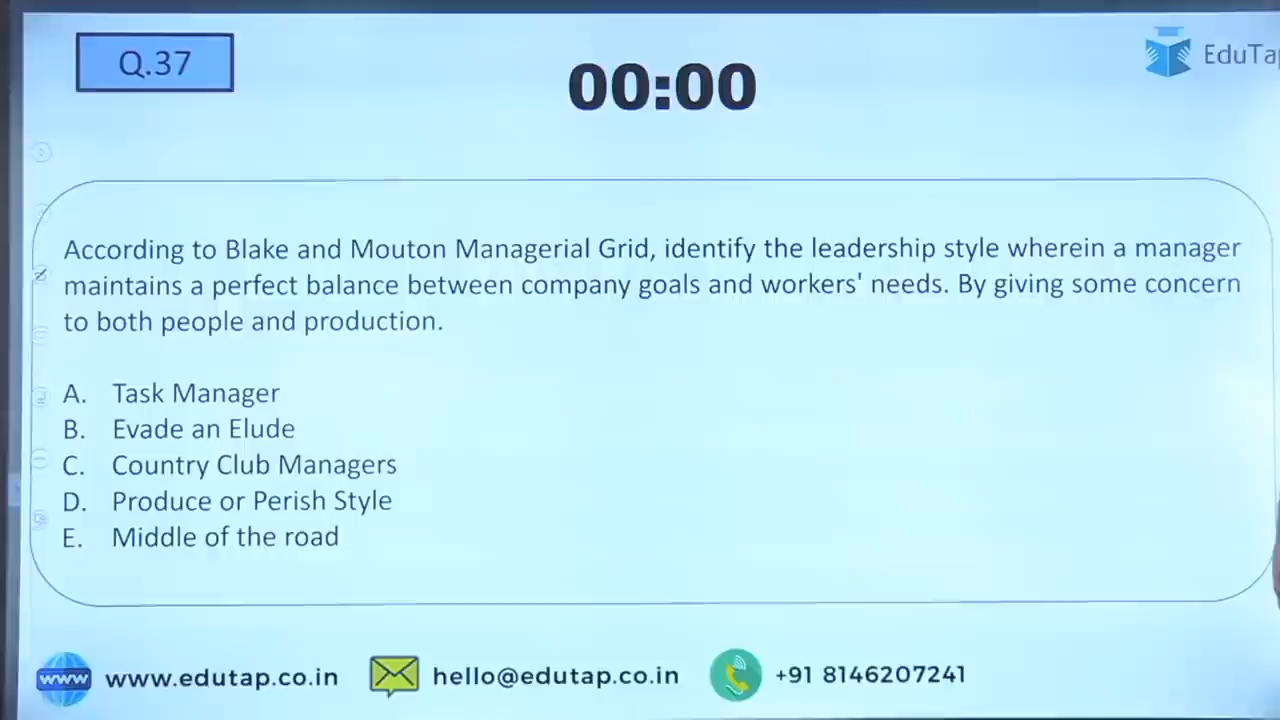 Q.37
00:00
According to Blake and Mouton Managerial Grid, identify the leadership style wherein a manager
maintains a perfect balance between company goals and workers' needs. By giving some concern
to both people and production.
A. Task Manager
B. Evade an Elude
C. Country Club Managers
D. Produce or Perish Style
E. Middle of the road
www www.edutap.co.in
hello@edutap.co.in
+91 8146207241